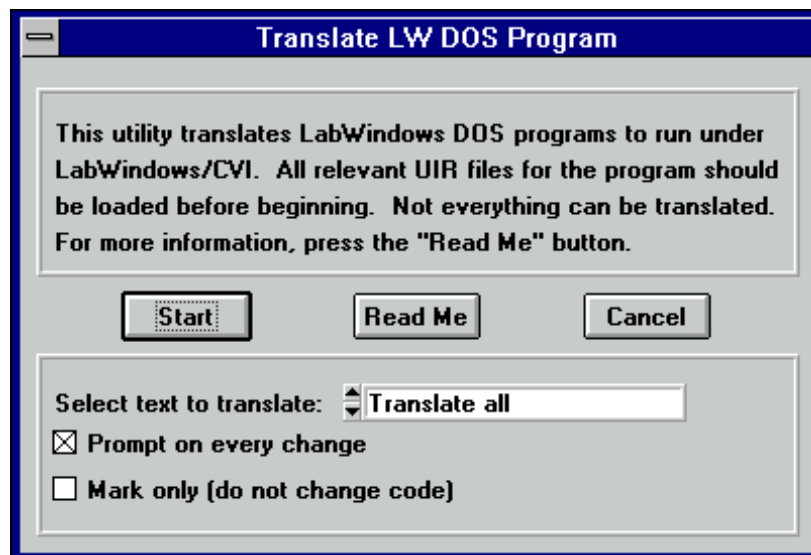 Translate LW DOS Program
This utility translates LabWindows DOS programs to run under
LabWindows/CVI.  All relevant UIR files for the program should
be loaded before beginning.  Not everything can be translated.
For more information, press the "Read Me" button.
Start Read Me Cancel
Select text to translate: Translate all
Prompt on every change
Mark only (do not change code)